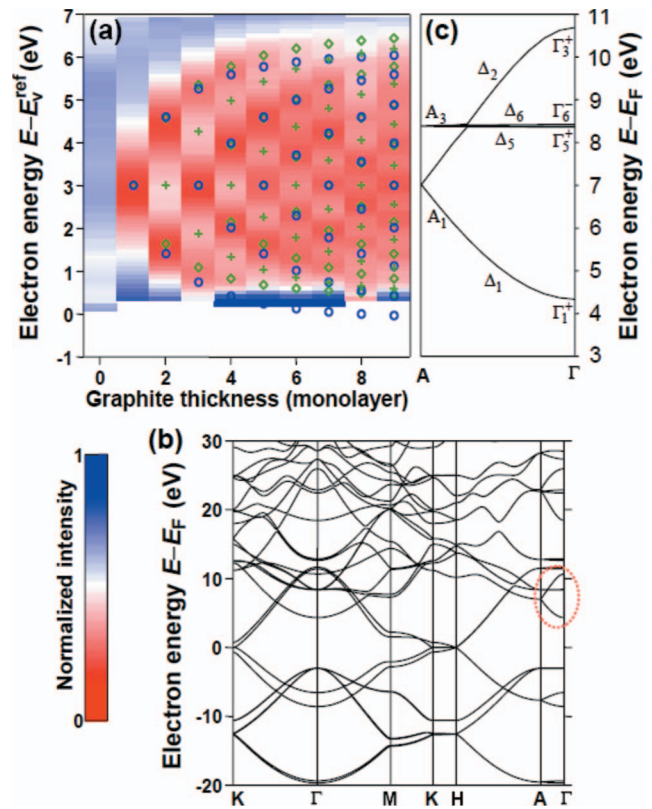 (a)
Electron energy E−E_v^ref (eV)
7
6
5
4
3
2
1
0
-1
0 2 4 6 8
Graphite thickness (monolayer)
(c)
Δ2
Γ3+
A3
Δ6
Γ6−
Δ5
Γ5+
A1
Δ1
Γ1+
A Γ
11
10
9
8
7
6
5
4
3
Electron energy E−EF (eV)
1
Normalized intensity
0
(b)
Electron energy E−EF (eV)
30
20
10
0
-10
-20
K Γ M K H A Γ